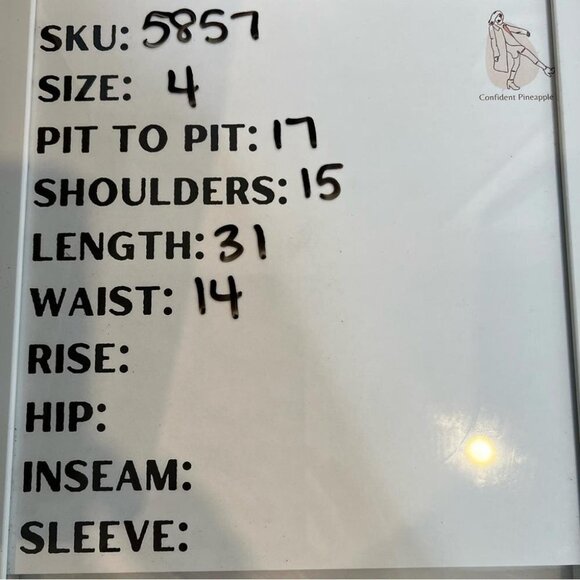 SKU: 5857
Confident Pineapple
SIZE: 4
PIT TO PIT: 17
SHOULDERS: 15
LENGTH: 31
WAIST: 14
RISE:
HIP:
INSEAM:
SLEEVE: